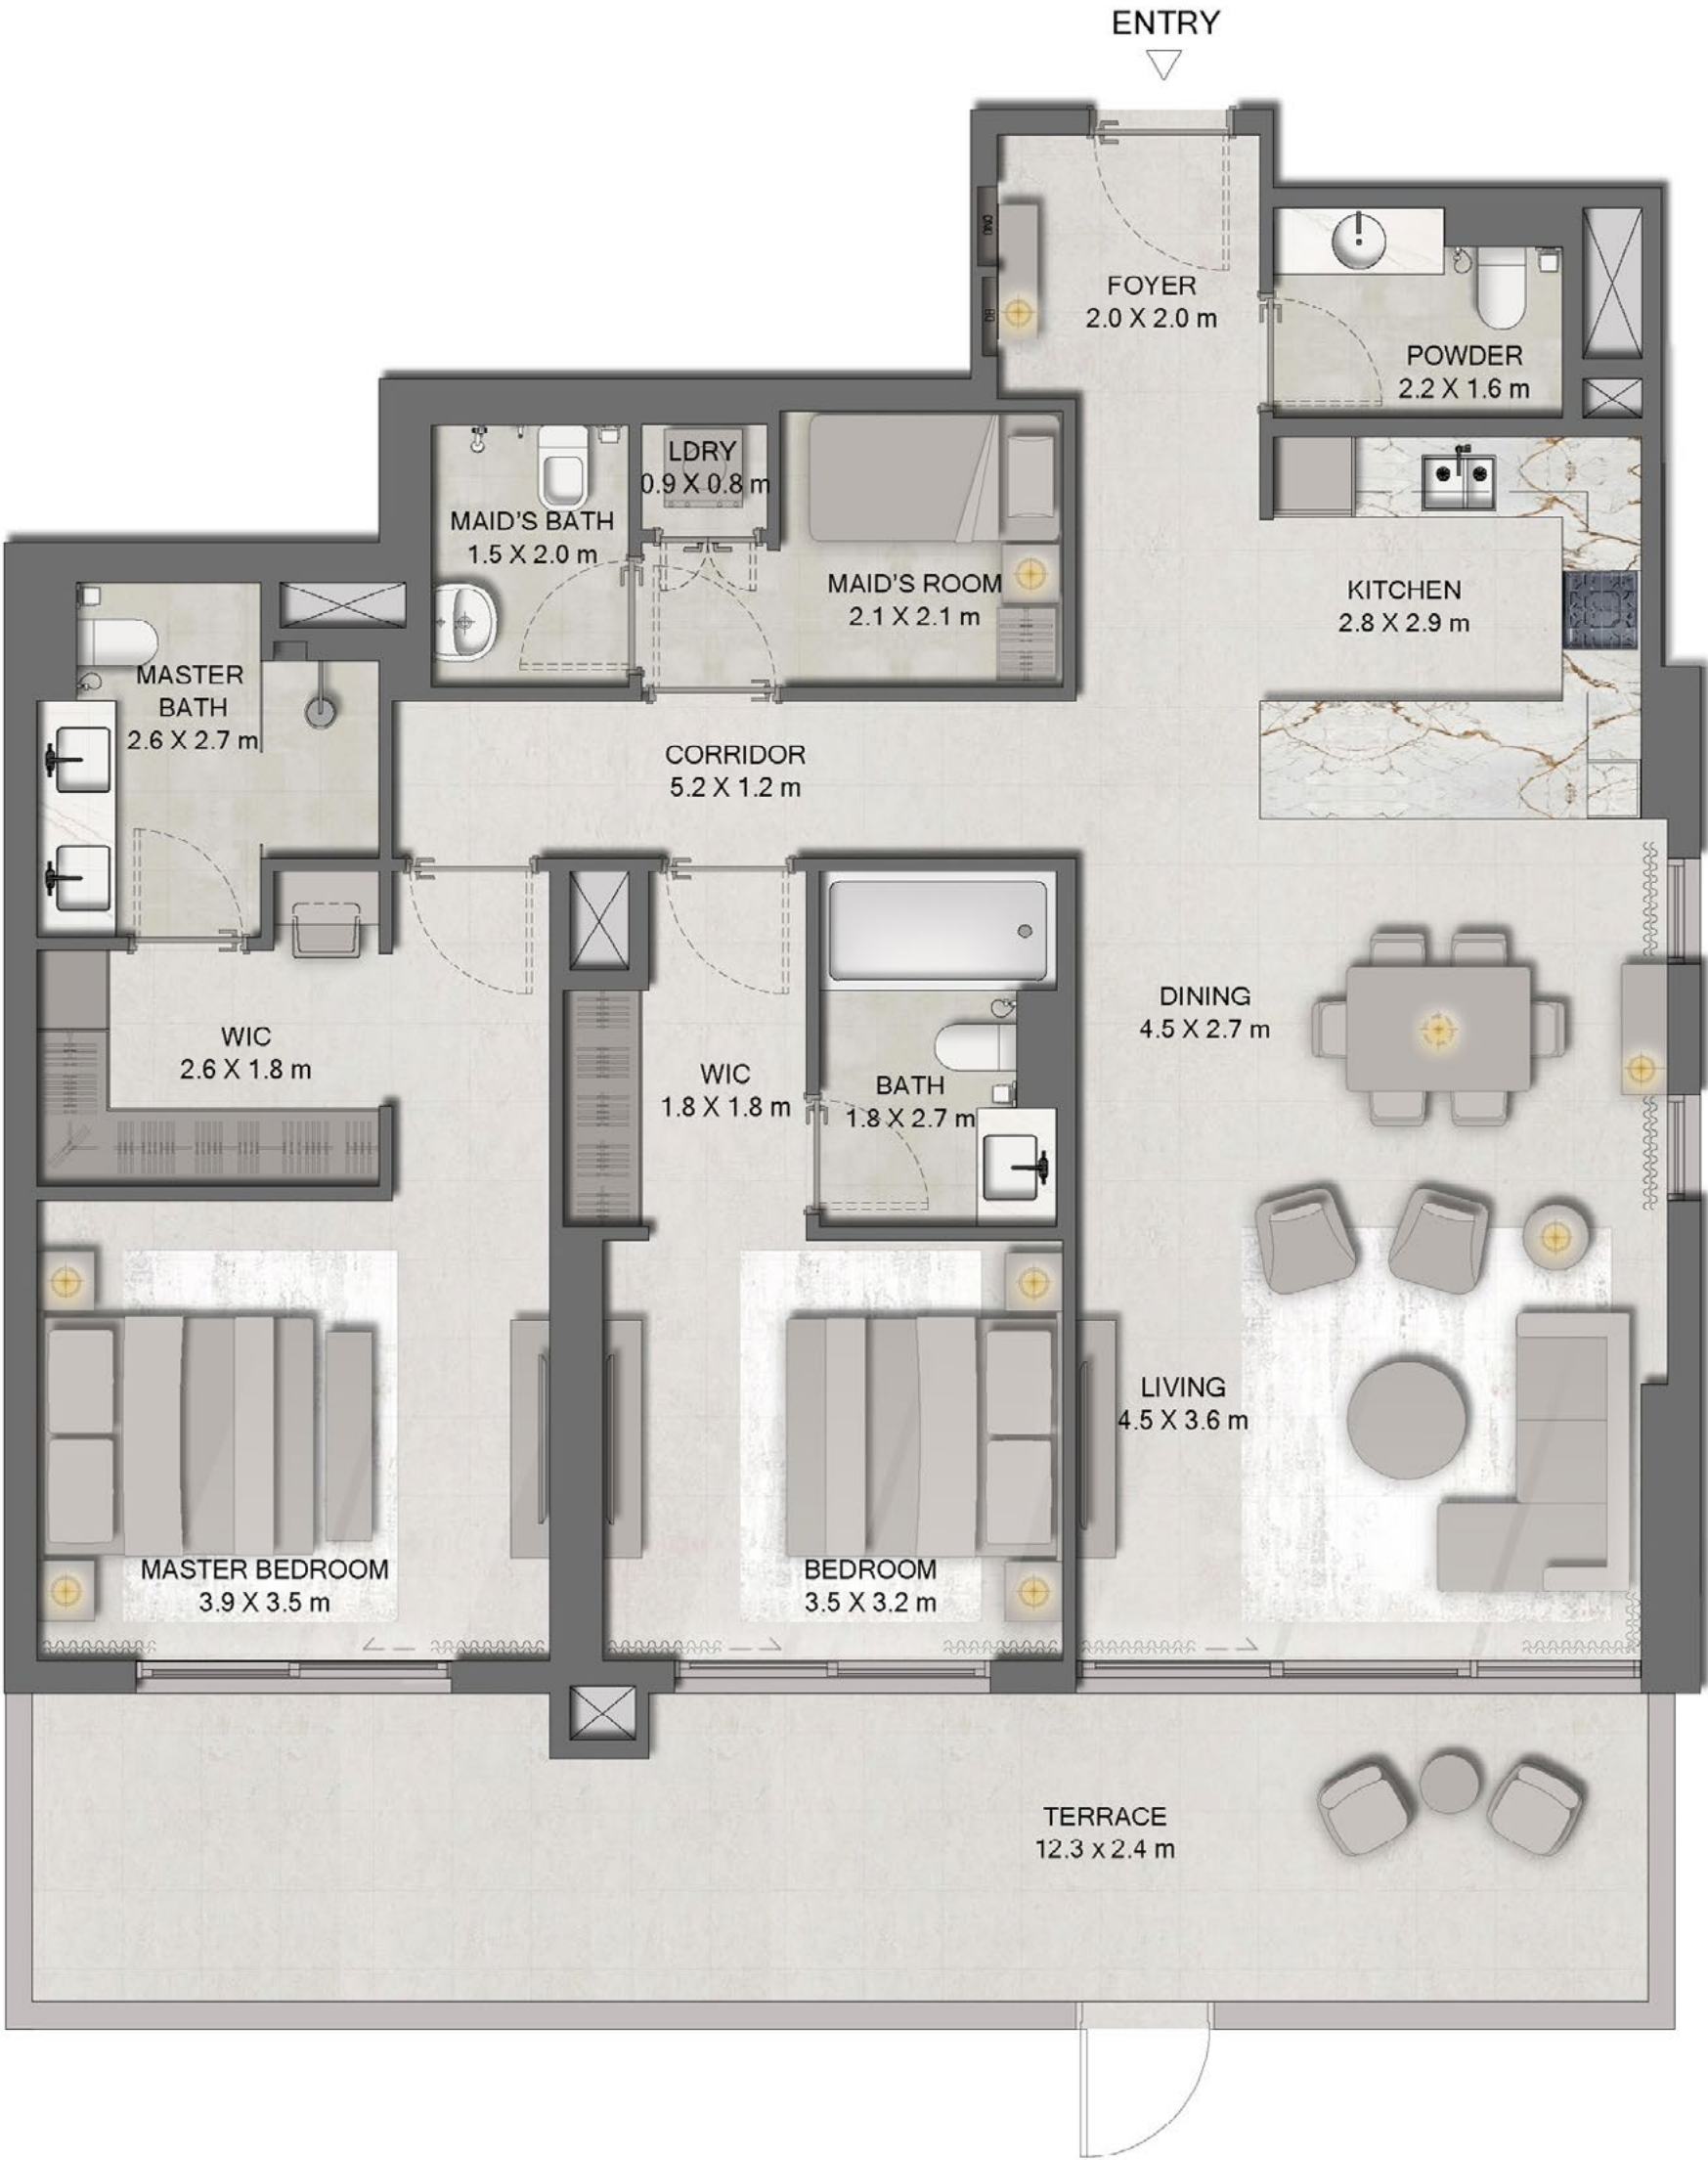 ENTRY
FOYER
2.0 X 2.0 m
POWDER
2.2 X 1.6 m
LDRY
0.9 X 0.8 m
MAID'S BATH
1.5 X 2.0 m
MAID'S ROOM
2.1 X 2.1 m
KITCHEN
2.8 X 2.9 m
MASTER
BATH
2.6 X 2.7 m
CORRIDOR
5.2 X 1.2 m
DINING
4.5 X 2.7 m
WIC
2.6 X 1.8 m
WIC
1.8 X 1.8 m
BATH
1.8 X 2.7 m
LIVING
4.5 X 3.6 m
MASTER BEDROOM
3.9 X 3.5 m
BEDROOM
3.5 X 3.2 m
TERRACE
12.3 x 2.4 m